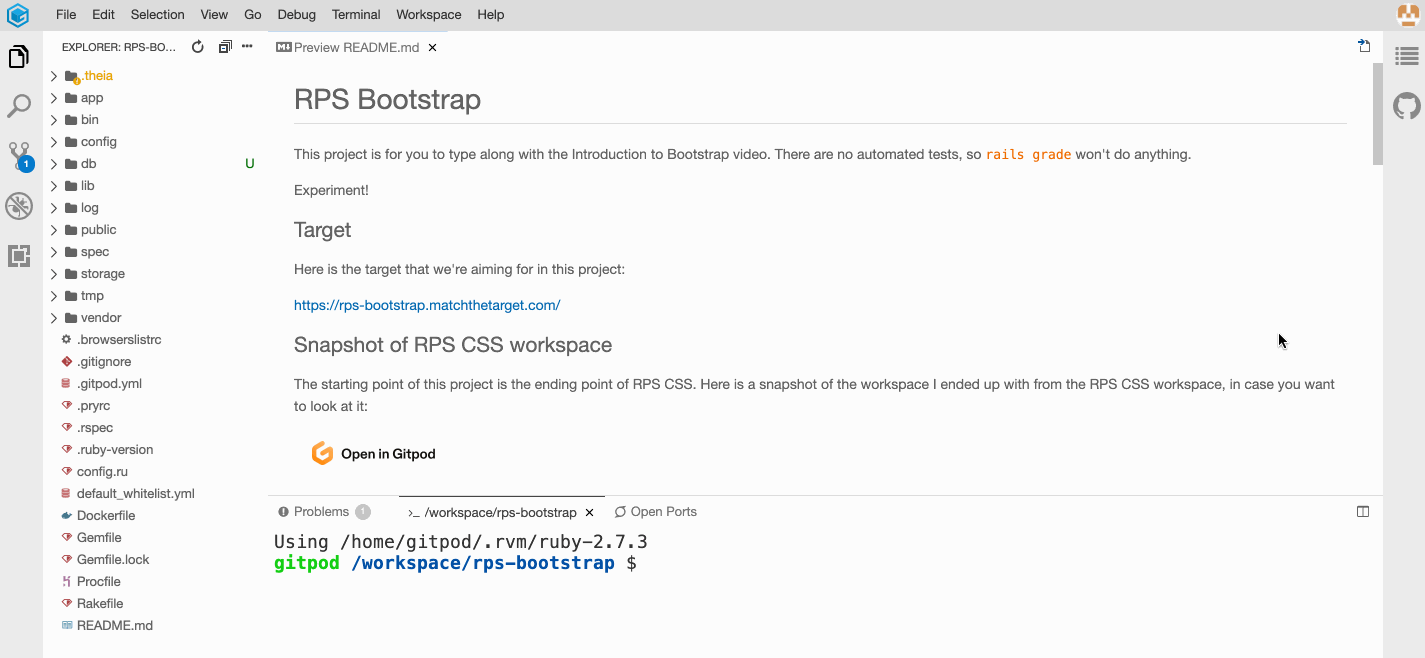 File Edit Selection View Go Debug Terminal Workspace Help
EXPLORER: RPS-BO...
Preview README.md
.theia
app
bin
config
db U
lib
log
public
spec
storage
tmp
vendor
.browserslistrc
.gitignore
.gitpod.yml
.pryrc
.rspec
.ruby-version
config.ru
default_whitelist.yml
Dockerfile
Gemfile
Gemfile.lock
Procfile
Rakefile
README.md
1
RPS Bootstrap
This project is for you to type along with the Introduction to Bootstrap video. There are no automated tests, so rails grade won't do anything.
Experiment!
Target
Here is the target that we're aiming for in this project:
https://rps-bootstrap.matchthetarget.com/
Snapshot of RPS CSS workspace
The starting point of this project is the ending point of RPS CSS. Here is a snapshot of the workspace I ended up with from the RPS CSS workspace, in case you want
to look at it:
Open in Gitpod
Problems 1 >_ /workspace/rps-bootstrap Open Ports
Using /home/gitpod/.rvm/ruby-2.7.3
gitpod /workspace/rps-bootstrap $